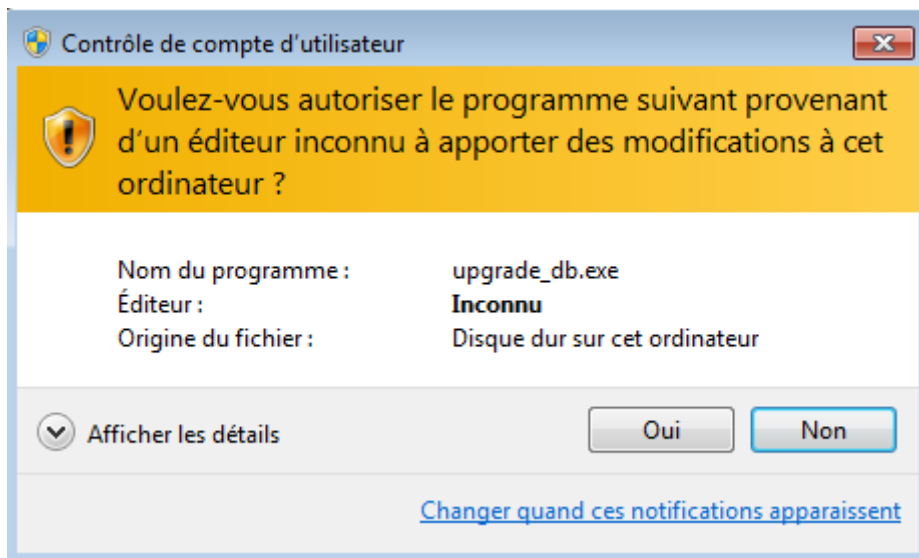 Contrôle de compte d'utilisateur
Voulez-vous autoriser le programme suivant provenant
d'un éditeur inconnu à apporter des modifications à cet
ordinateur ?
Nom du programme : upgrade_db.exe
Éditeur : Inconnu
Origine du fichier : Disque dur sur cet ordinateur
Afficher les détails Oui Non
Changer quand ces notifications apparaissent